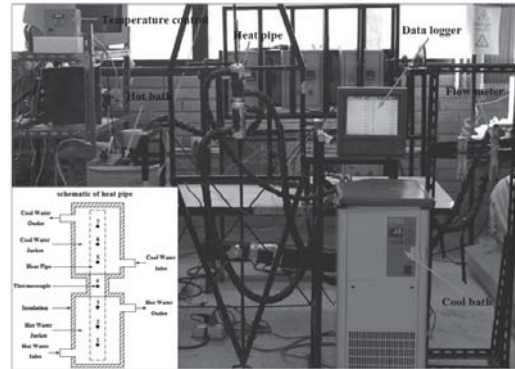 Temperature control
Heat pipe
Data logger
Hot bath
Flow meter
Cool bath
schematic of heat pipe
Cool Water
Outlet
Cool Water
Jacket
Heat Pipe
Thermocouple
Insulation
Hot Water
Jacket
Hot Water
Inlet
Cool Water
Inlet
Hot Water
Outlet